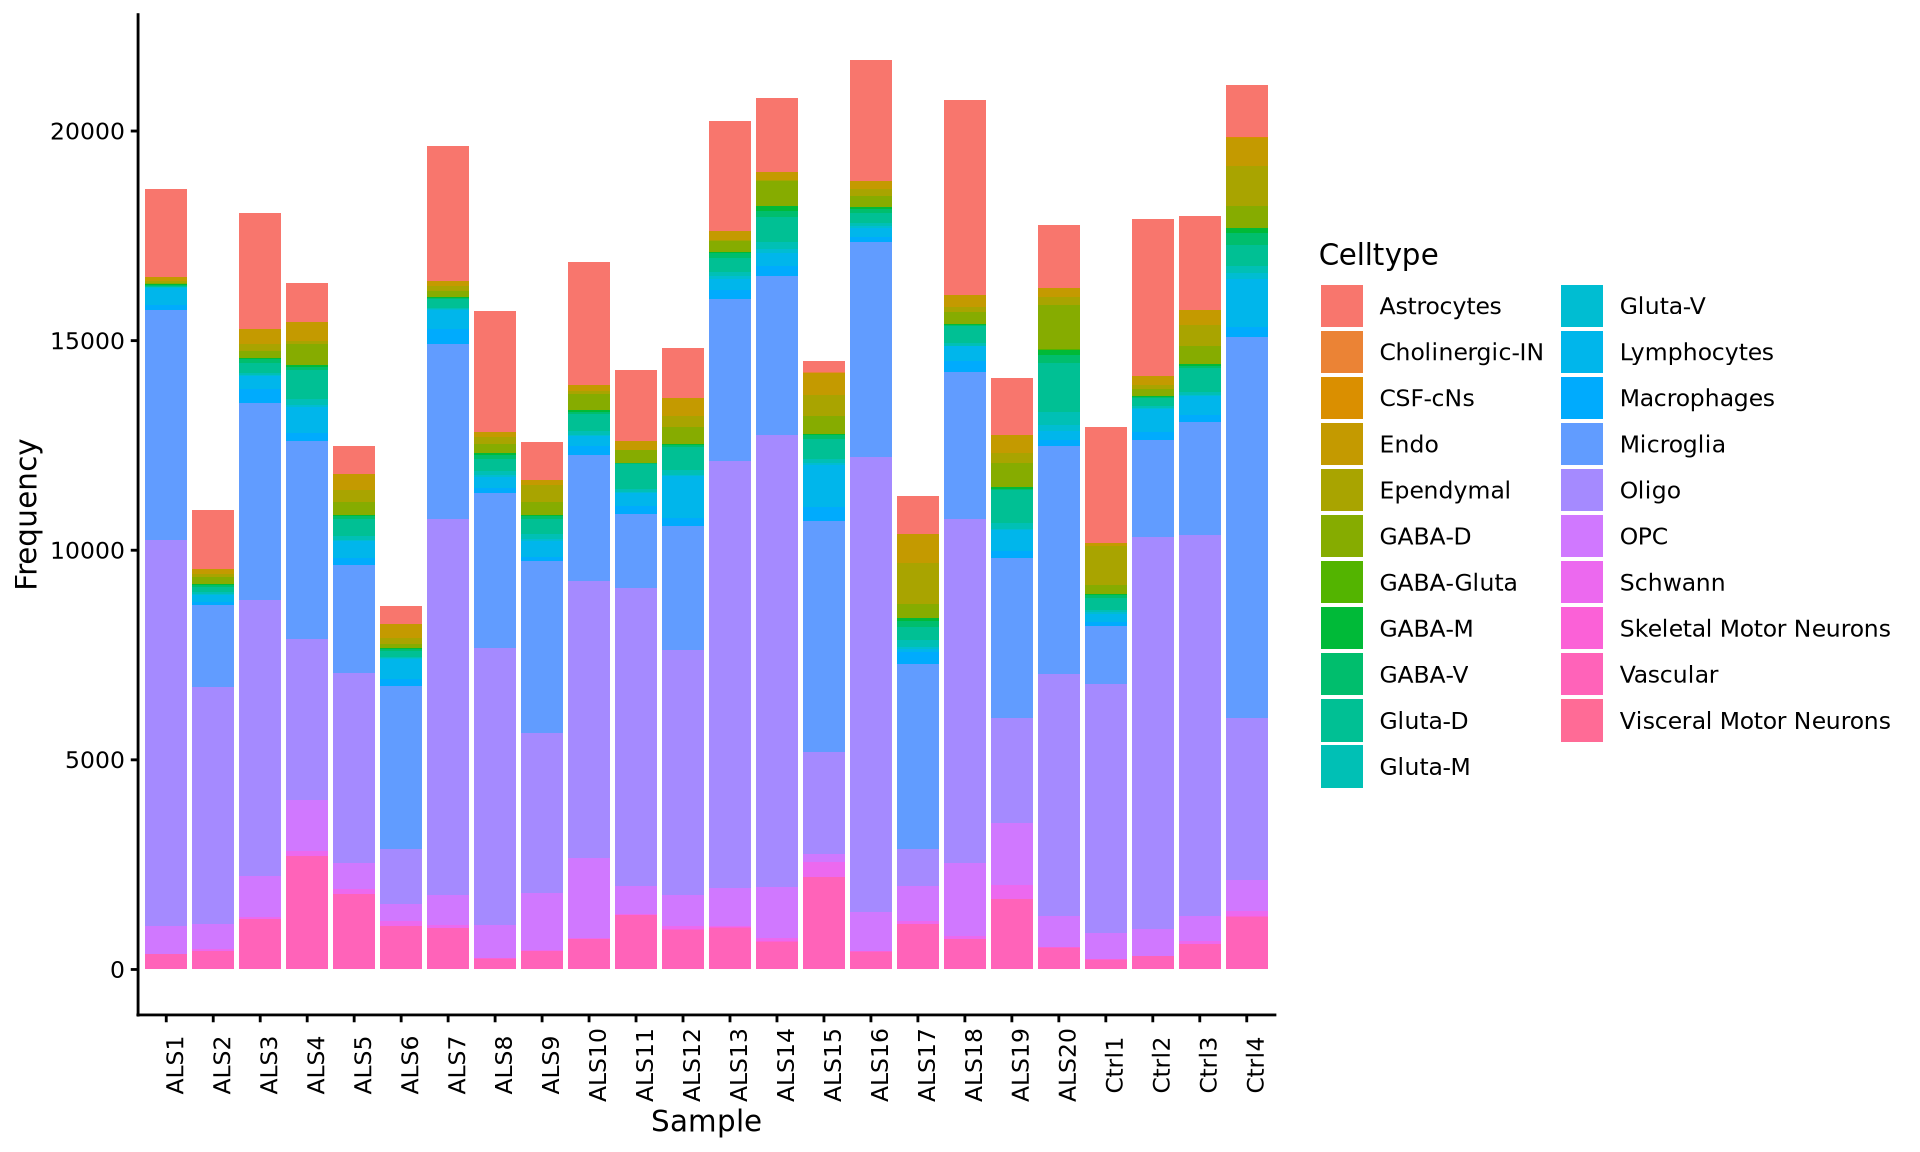 Frequency
20000
15000
10000
5000
0
ALS1
ALS2
ALS3
ALS4
ALS5
ALS6
ALS7
ALS8
ALS9
ALS10
ALS11
ALS12
ALS13
ALS14
ALS15
ALS16
ALS17
ALS18
ALS19
ALS20
Ctrl1
Ctrl2
Ctrl3
Ctrl4
Sample
Celltype
Astrocytes
Cholinergic-IN
CSF-cNs
Endo
Ependymal
GABA-D
GABA-Gluta
GABA-M
GABA-V
Gluta-D
Gluta-M
Gluta-V
Lymphocytes
Macrophages
Microglia
Oligo
OPC
Schwann
Skeletal Motor Neurons
Vascular
Visceral Motor Neurons